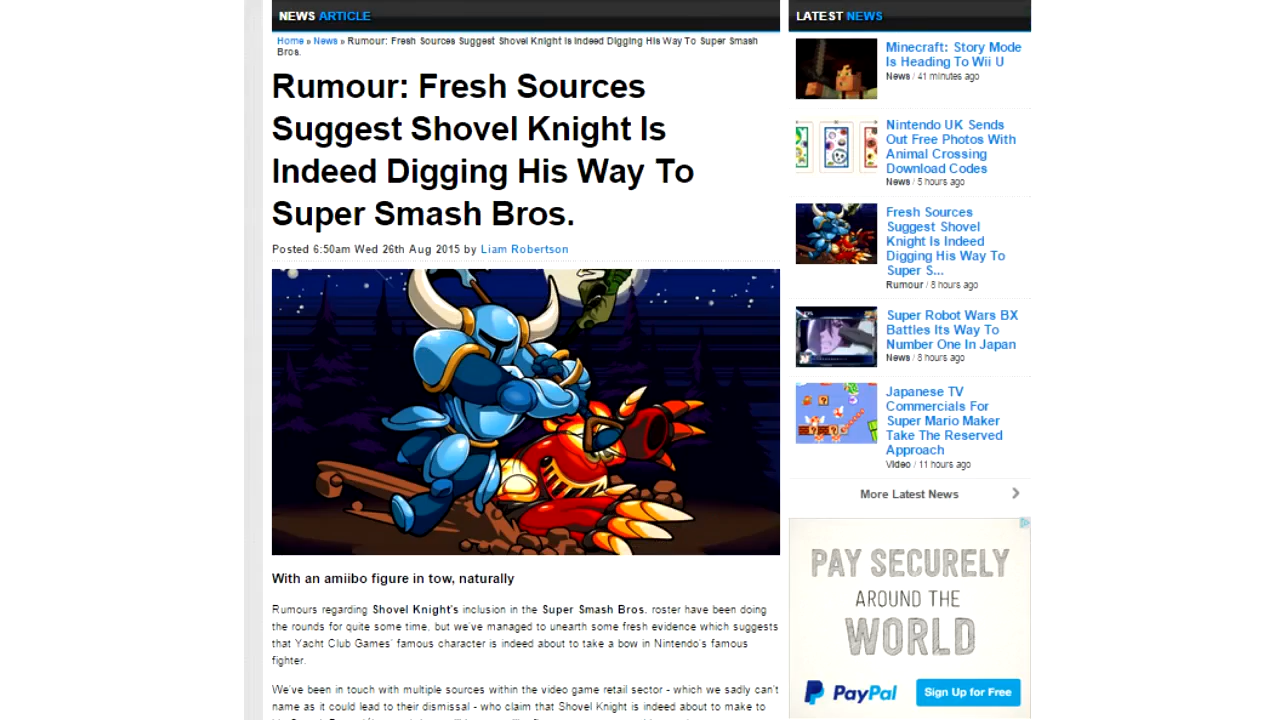 NEWS ARTICLE
Home » News » Rumour: Fresh Sources Suggest Shovel Knight Is Indeed Digging His Way To Super Smash
Bros.
Rumour: Fresh Sources
Suggest Shovel Knight Is
Indeed Digging His Way To
Super Smash Bros.
Posted 6:50am Wed 26th Aug 2015 by Liam Robertson
With an amiibo figure in tow, naturally
Rumours regarding Shovel Knight's inclusion in the Super Smash Bros. roster have been doing
the rounds for quite some time, but we've managed to unearth some fresh evidence which suggests
that Yacht Club Games' famous character is indeed about to take a bow in Nintendo's famous
fighter.
We've been in touch with multiple sources within the video game retail sector - which we sadly can't
name as it could lead to their dismissal - who claim that Shovel Knight is indeed about to make to
LATEST NEWS
Minecraft: Story Mode
Is Heading To Wii U
News / 41 minutes ago
Nintendo UK Sends
Out Free Photos With
Animal Crossing
Download Codes
News / 5 hours ago
Fresh Sources
Suggest Shovel
Knight Is Indeed
Digging His Way To
Super S...
Rumour / 8 hours ago
Super Robot Wars BX
Battles Its Way To
Number One In Japan
News / 8 hours ago
Japanese TV
Commercials For
Super Mario Maker
Take The Reserved
Approach
Video / 11 hours ago
More Latest News
PAY SECURELY
AROUND THE
WORLD
PayPal
Sign Up for Free